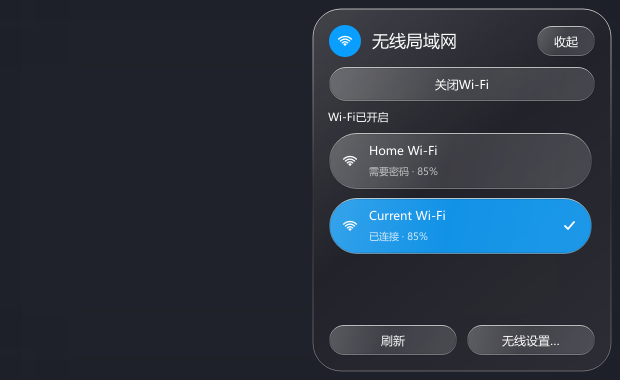 无线局域网
收起
关闭Wi-Fi
Wi-Fi已开启
Home Wi-Fi
需要密码 · 85%
Current Wi-Fi
已连接 · 85%
刷新
无线设置...